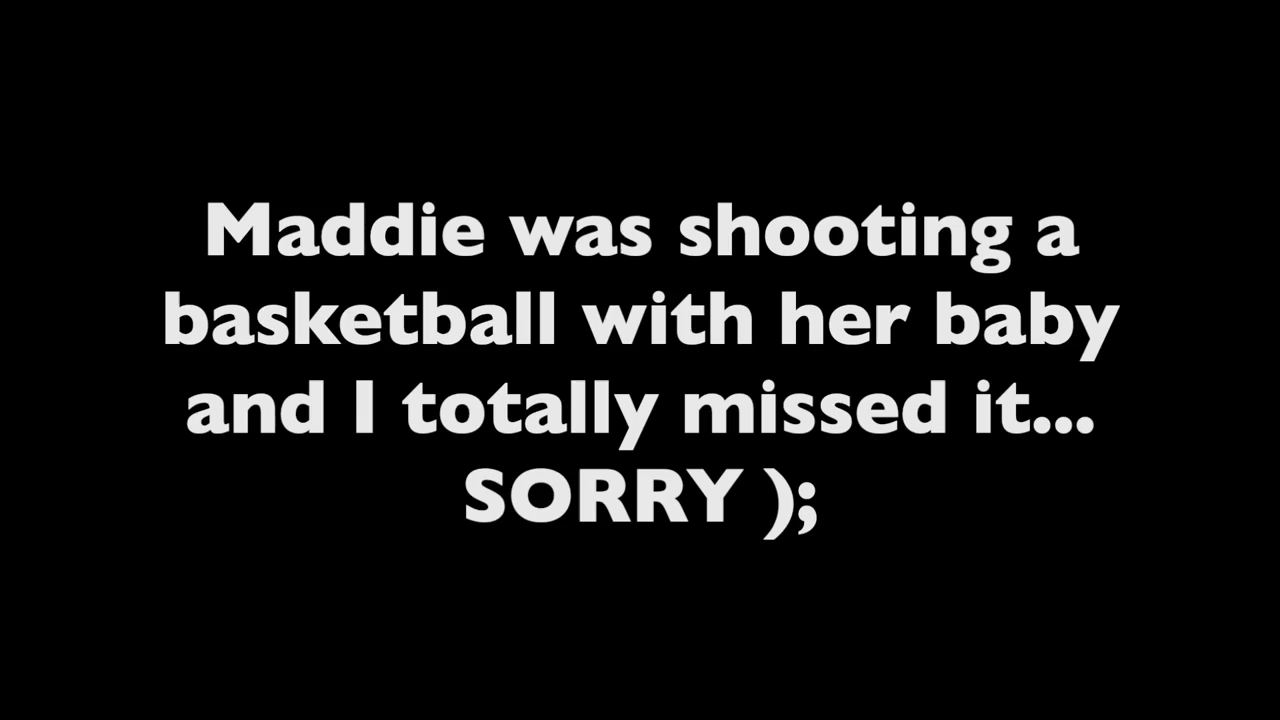 Maddie was shooting a
basketball with her baby
and I totally missed it...
SORRY );